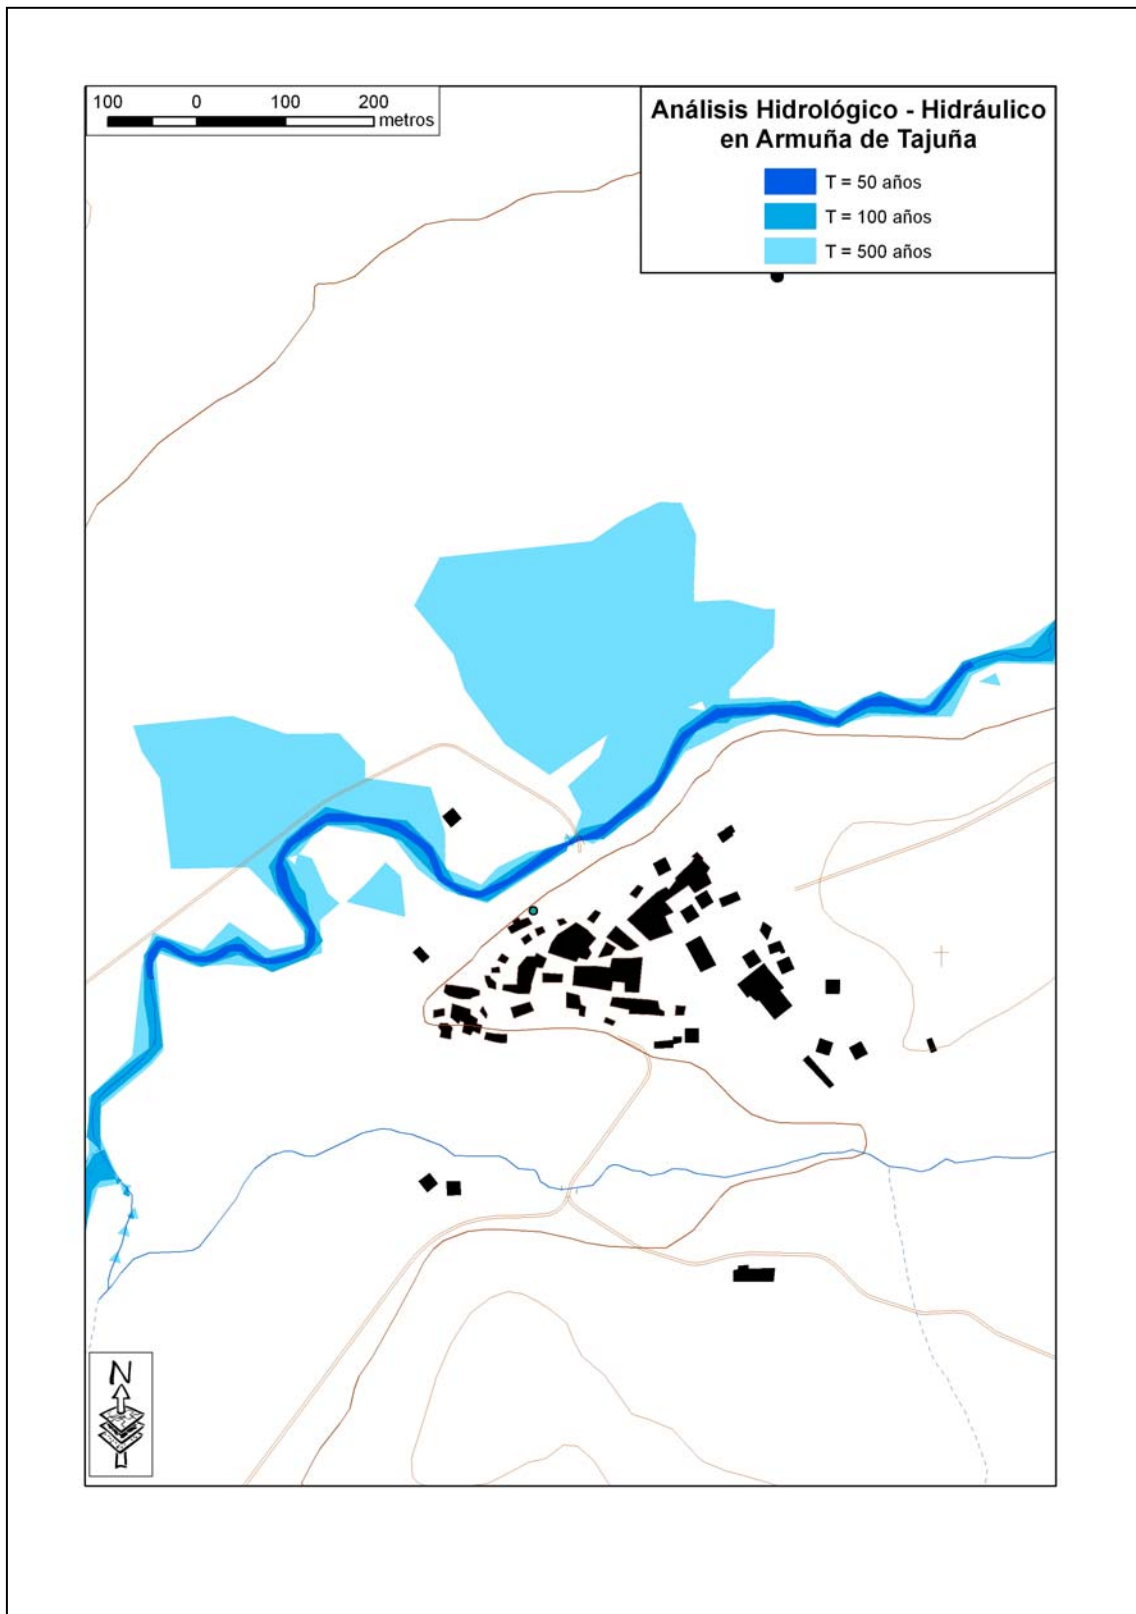 100 0 100 200
metros
Análisis Hidrológico - Hidráulico
en Armuña de Tajuña
T = 50 años
T = 100 años
T = 500 años
N